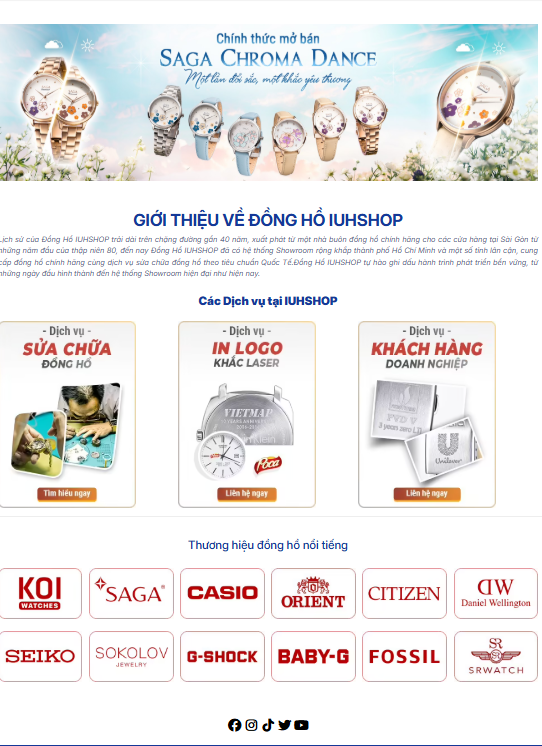 Chính thức mở bán
SAGA CHROMA DANCE
Một làn đôi sắc, một khắc yêu thương
GIỚI THIỆU VỀ ĐỒNG HỒ IUHSHOP
Lịch sử của Đồng Hồ IUHSHOP trải dài trên chặng đường gần 40 năm, xuất phát từ một nhà buôn đồng hồ chính hãng cho các cửa hàng tại Sài Gòn từ
những năm đầu của thập niên 80, đến nay Đồng Hồ IUHSHOP đã có hệ thống Showroom rộng khắp thành phố Hồ Chí Minh và một số tỉnh lân cận, cung
cấp đồng hồ chính hãng cùng dịch vụ sửa chữa đồng hồ theo tiêu chuẩn Quốc Tế.Đồng Hồ IUHSHOP tự hào ghi dấu hành trình phát triển bền vững, từ
những ngày đầu hình thành đến hệ thống Showroom hiện đại như hiện nay.
Các Dịch vụ tại IUHSHOP
- Dịch vụ -
SỬA CHỮA
ĐỒNG HỒ
Tìm hiểu ngay
- Dịch vụ -
IN LOGO
KHẮC LASER
VIETMAP
Poca
Liên hệ ngay
- Dịch vụ -
KHÁCH HÀNG
DOANH NGHIỆP
3 years zero LTI
Unilever
Liên hệ ngay
Thương hiệu đồng hồ nổi tiếng
KOI
WATCHES
SAGA
CASIO
ORIENT
CITIZEN
DW
Daniel Wellington
SEIKO
SOKOLOV
JEWELRY
G-SHOCK
BABY-G
FOSSIL
SR
SRWATCH